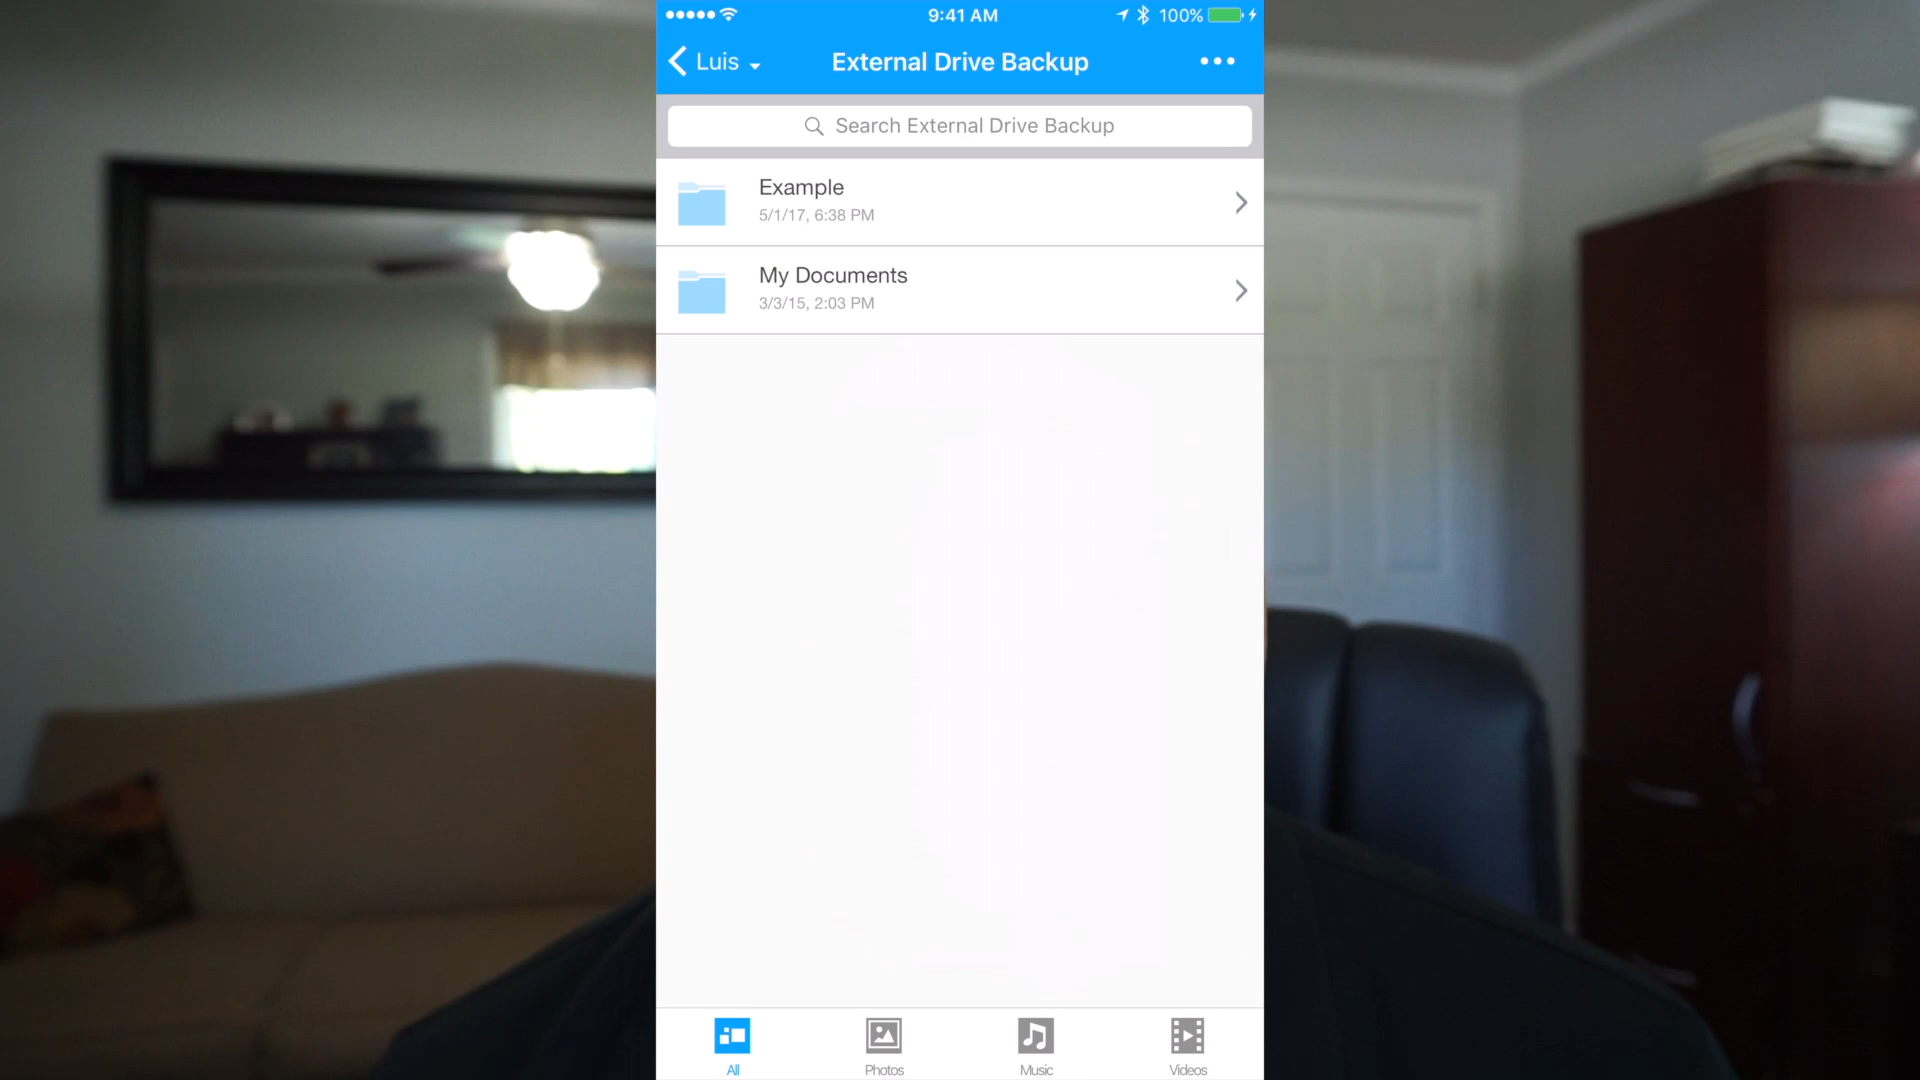 9:41 AM
100%
Luis
External Drive Backup
Search External Drive Backup
Example
5/1/17, 6:38 PM
My Documents
3/3/15, 2:03 PM
All
Photos
Music
Videos